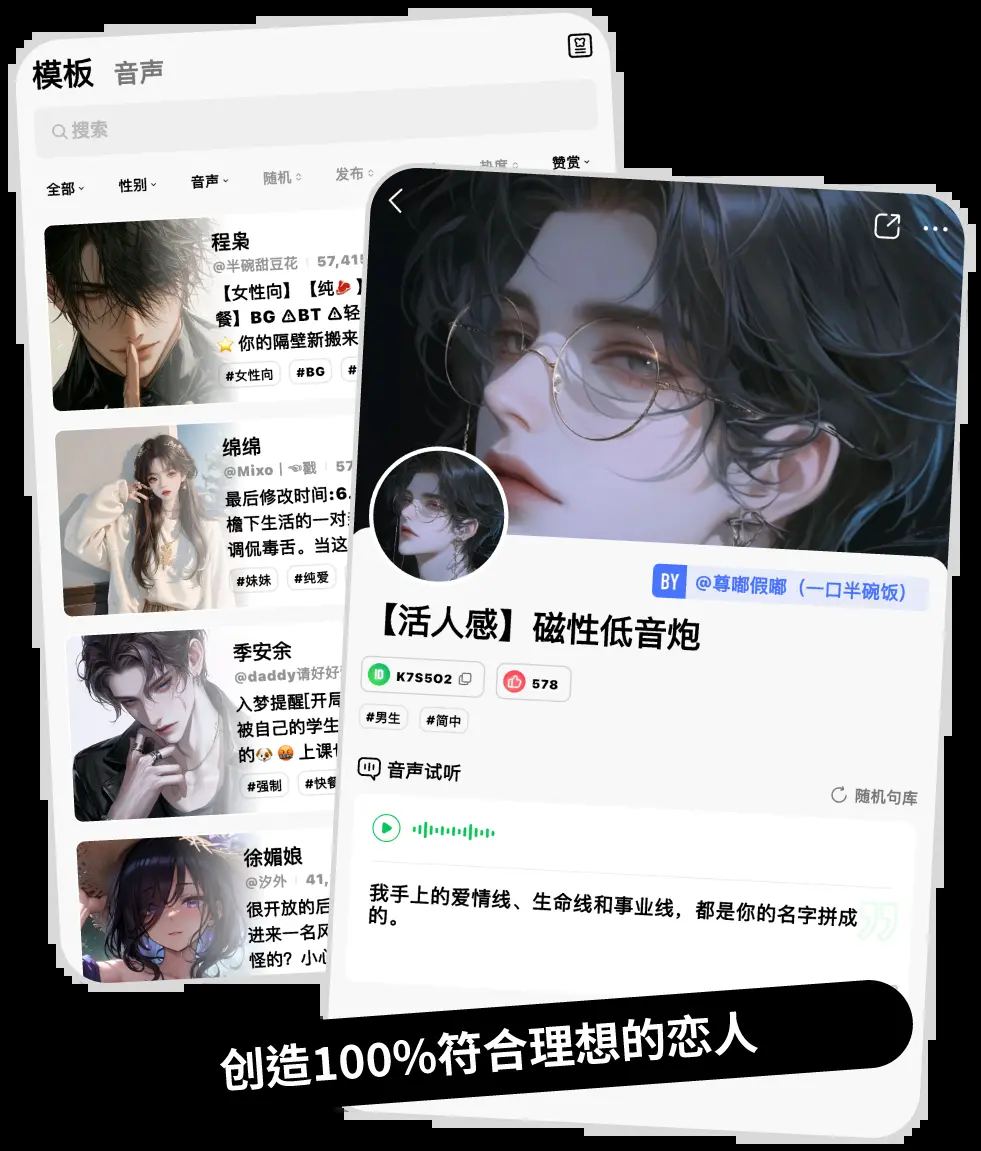 模板 音声
搜索
全部 性别 音声 随机 发布 热度 赞赏
程枭
@半碗甜豆花 57,415
【女性向】【纯🥩】
餐】BG ⚠BT ⚠轻
⭐你的隔壁新搬来
#女性向 #BG #
绵绵
@Mixo | ☜戳 57
最后修改时间:6.
檐下生活的一对
调侃毒舌。当这
#妹妹 #纯爱
季安余
@daddy请好好
入梦提醒[开局
被自己的学生
的🐶🤬上课
#强制 #快餐
徐媚娘
@汐外 41,
很开放的后
进来一名风
怪的？小心
BY @尊嘟假嘟（一口半碗饭）
【活人感】磁性低音炮
ID K7S5O2 578
#男生 #简中
音声试听
随机句库
我手上的爱情线、生命线和事业线，都是你的名字拼成
的。
创造100%符合理想的恋人